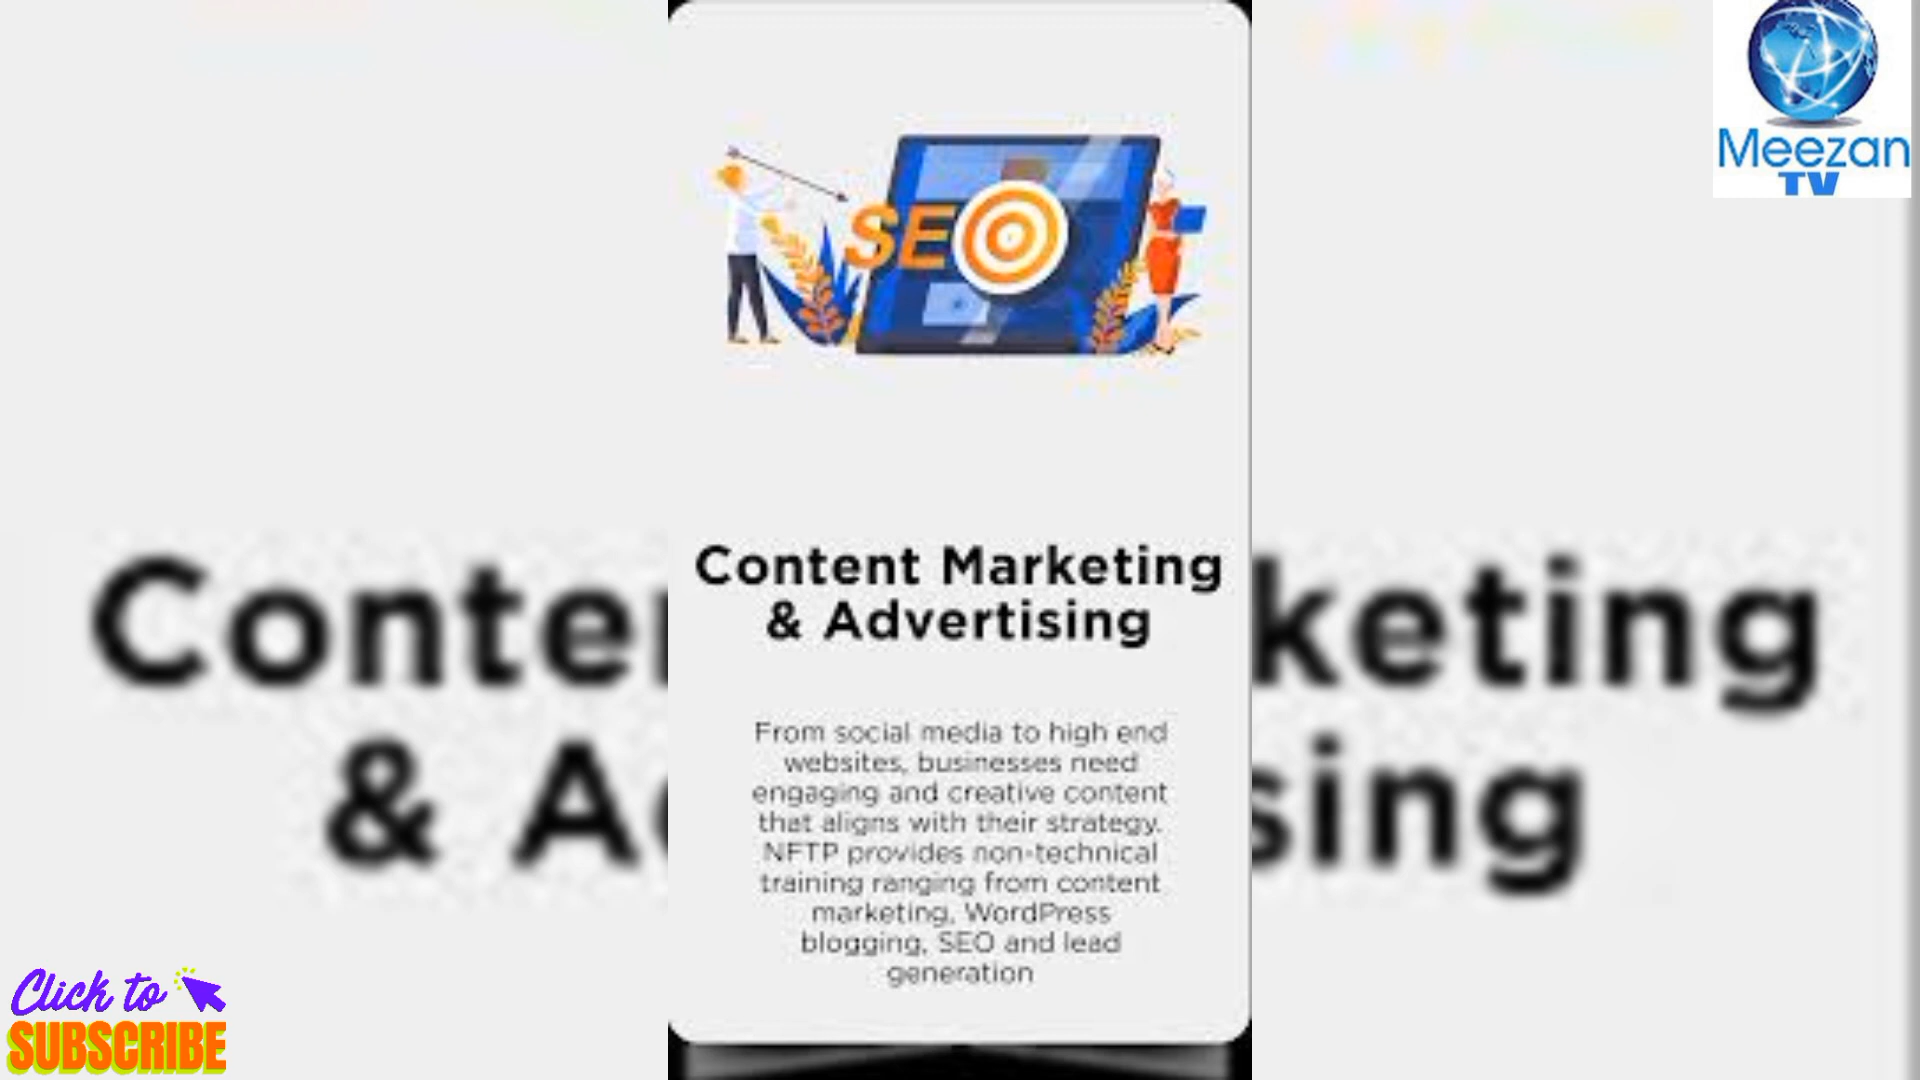 Meezan
TV
SEO
Content Marketing
& Advertising
From social media to high end
websites, businesses need
engaging and creative content
that aligns with their strategy.
NFTP provides non-technical
training ranging from content
marketing, WordPress
blogging, SEO and lead
generation
Click to
SUBSCRIBE